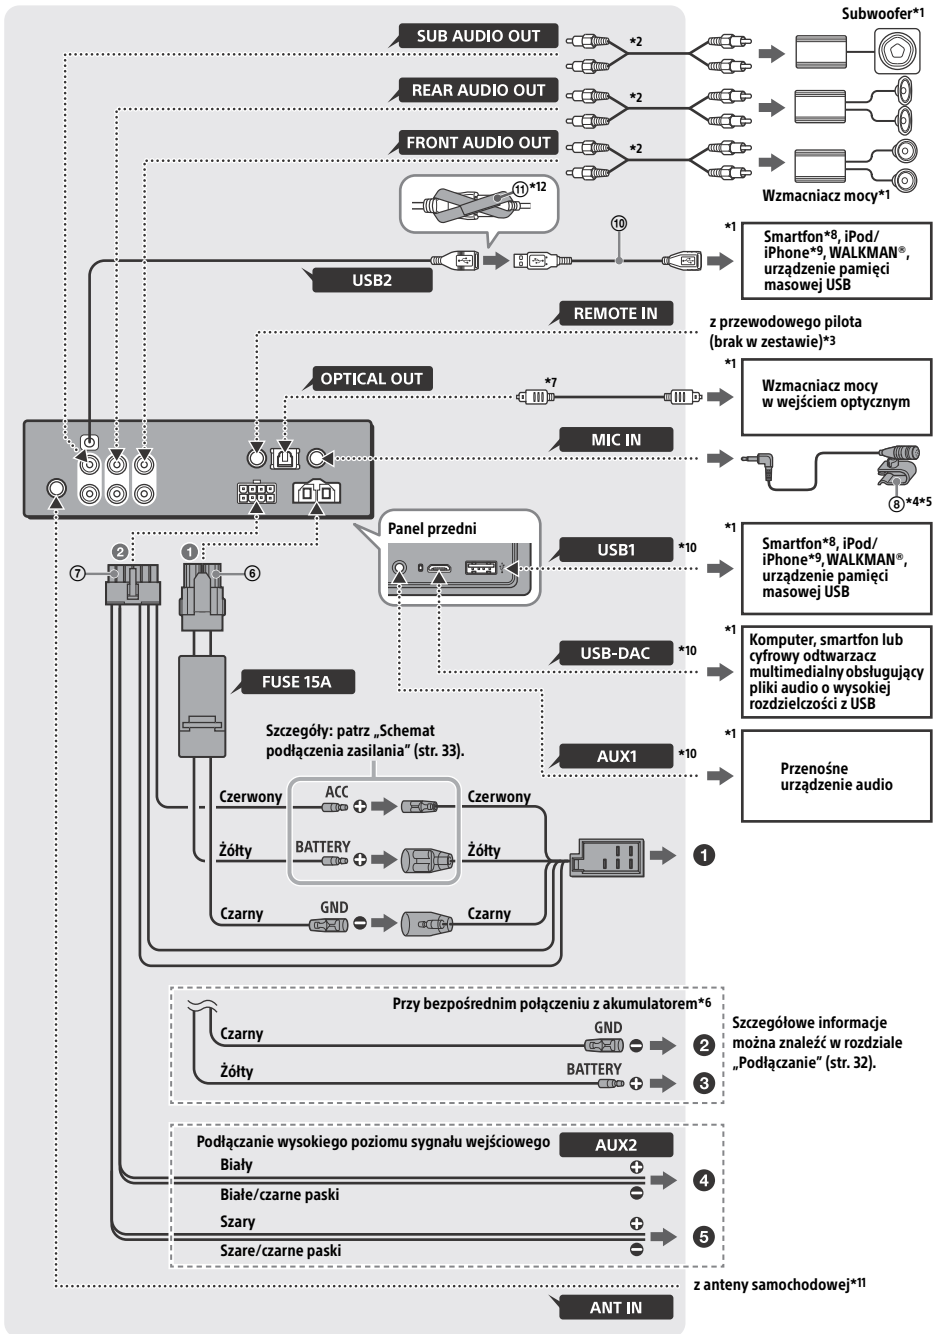 Subwoofer*1
SUB AUDIO OUT
*2
REAR AUDIO OUT
*2
FRONT AUDIO OUT
*2
Wzmacniacz mocy*1
⑪*12
⑩
*1
Smartfon*8, iPod/
iPhone*9, WALKMAN®,
urządzenie pamięci
masowej USB
USB2
REMOTE IN
z przewodowego pilota
(brak w zestawie)*3
OPTICAL OUT
*7
*1
Wzmacniacz mocy
w wejściem optycznym
MIC IN
⑧*4*5
Panel przedni
USB1
*10
*1
Smartfon*8, iPod/
iPhone*9, WALKMAN®,
urządzenie pamięci
masowej USB
❷
❶
⑦
⑥
USB-DAC
*10
*1
Komputer, smartfon lub
cyfrowy odtwarzacz
multimedialny obsługujący
pliki audio o wysokiej
rozdzielczości z USB
FUSE 15A
Szczegóły: patrz „Schemat
podłączenia zasilania” (str. 33).
AUX1
*10
*1
Przenośne
urządzenie audio
Czerwony
ACC
Czerwony
Żółty
BATTERY
Żółty
❶
Czarny
GND
Czarny
Przy bezpośrednim połączeniu z akumulatorem*6
Czarny
GND
❷
Żółty
BATTERY
❸
Szczegółowe informacje
można znaleźć w rozdziale
„Podłączanie” (str. 32).
Podłączanie wysokiego poziomu sygnału wejściowego
AUX2
Biały
❹
Białe/czarne paski
Szary
❺
Szare/czarne paski
z anteny samochodowej*11
ANT IN